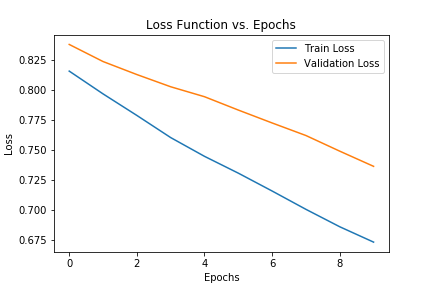 Loss Function vs. Epochs
Train Loss
Validation Loss
0.825
0.800
0.775
0.750
0.725
0.700
0.675
Loss
0 2 4 6 8
Epochs